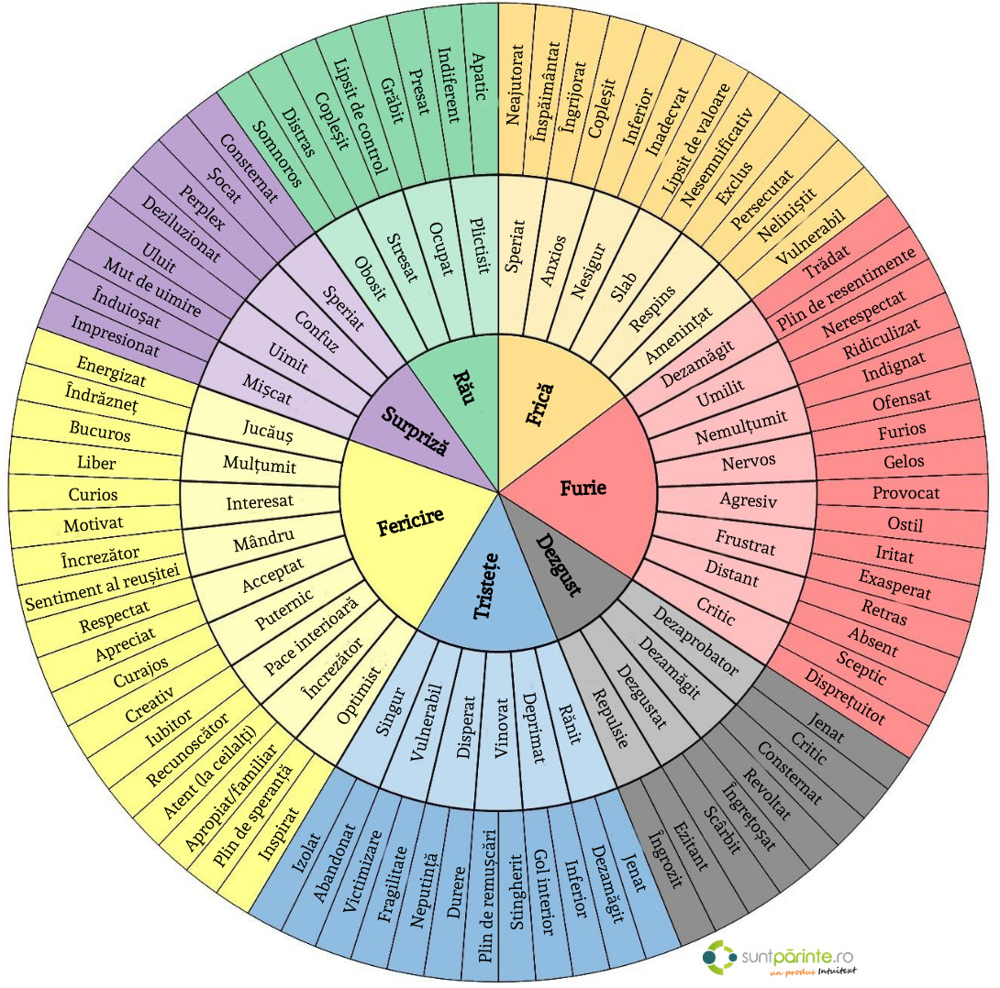 Rău
Frică
Furie
Dezgust
Tristețe
Fericire
Surpriză
Speriat
Anxios
Nesigur
Slab
Respins
Amenințat
Dezamăgit
Umilit
Nemulțumit
Nervos
Agresiv
Frustrat
Distant
Critic
Dezaprobator
Dezamăgit
Dezgustat
Repulsie
Rănit
Deprimat
Vinovat
Disperat
Vulnerabil
Singur
Optimist
Încrezător
Pace interioară
Puternic
Acceptat
Mândru
Interesat
Mulțumit
Jucăuș
Mișcat
Uimit
Confuz
Speriat
Obosit
Stresat
Ocupat
Plictisit
Neajutorat
Înspăimântat
Îngrijorat
Copleșit
Inferior
Inadecvat
Lipsit de valoare
Nesemnificativ
Exclus
Persecutat
Neliniștit
Vulnerabil
Trădat
Plin de resentimente
Nerespectat
Ridiculizat
Indignat
Ofensat
Furios
Gelos
Provocat
Ostil
Iritat
Exasperat
Retras
Absent
Sceptic
Disprețuitot
Jenat
Critic
Consternat
Revoltat
Îngrețoșat
Scârbit
Ezitant
Îngrozit
Jenat
Dezamăgit
Inferior
Gol interior
Stingherit
Plin de remușcări
Durere
Neputință
Fragilitate
Victimizare
Abandonat
Izolat
Inspirat
Plin de speranță
Apropiat/familiar
Atent (la ceilalți)
Recunoscător
Iubitor
Creativ
Curajos
Apreciat
Respectat
Sentiment al reușitei
Încrezător
Motivat
Curios
Liber
Bucuros
Îndrăzneț
Energizat
Impresionat
Înduioșat
Mut de uimire
Uluit
Deziluzionat
Perplex
Șocat
Consternat
Somnoros
Distras
Copleșit
Lipsit de control
Grăbit
Presat
Indiferent
Apatic
suntpărinte.ro
un produs Intuitext